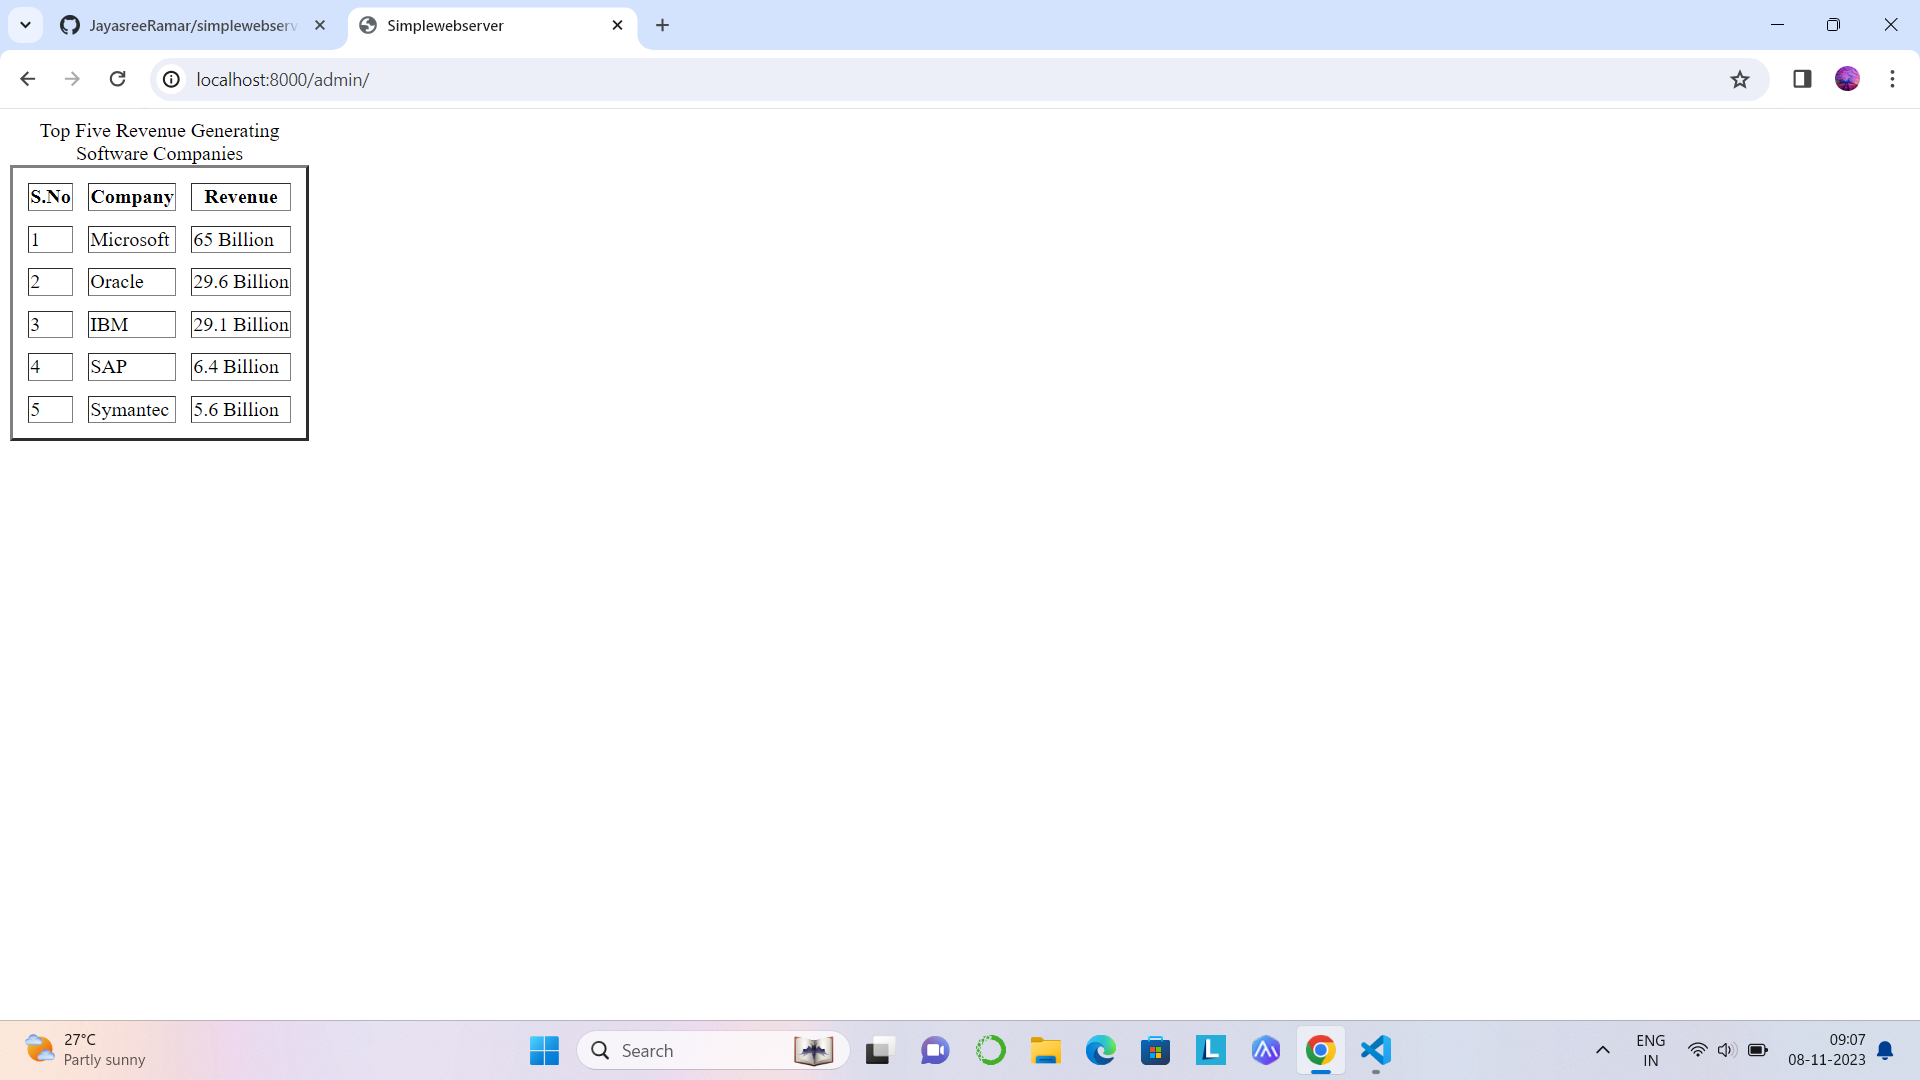 JayasreeRamar/simplewebserv
Simplewebserver
localhost:8000/admin/
Top Five Revenue Generating
Software Companies
S.No Company Revenue
1 Microsoft 65 Billion
2 Oracle 29.6 Billion
3 IBM 29.1 Billion
4 SAP 6.4 Billion
5 Symantec 5.6 Billion
27°C
Partly sunny
Search
L
ENG
IN
09:07
08-11-2023